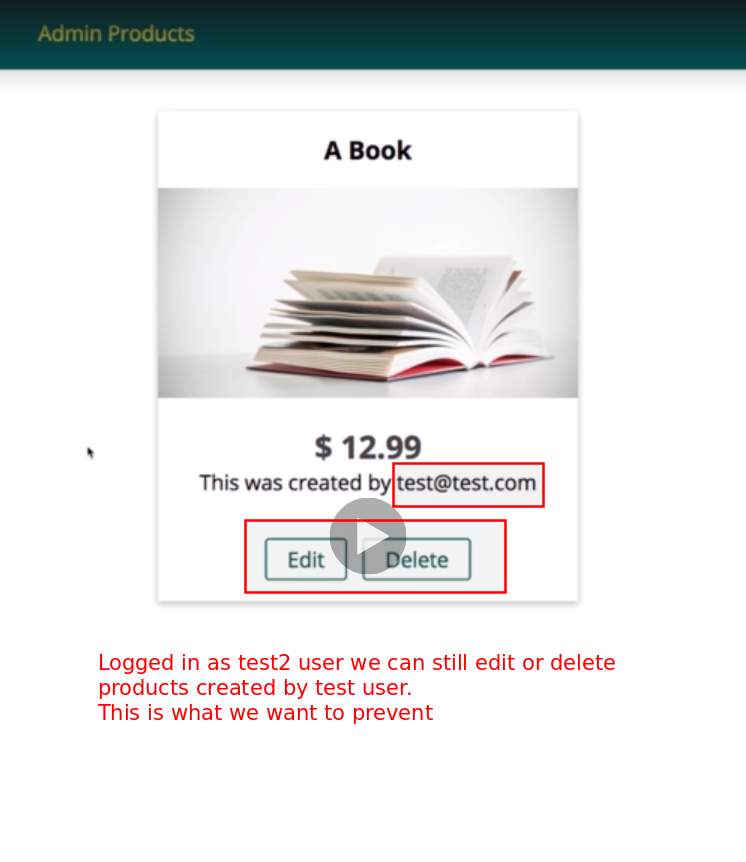 Admin Products
A Book
$ 12.99
This was created by test@test.com
Edit Delete
Logged in as test2 user we can still edit or delete
products created by test user.
This is what we want to prevent